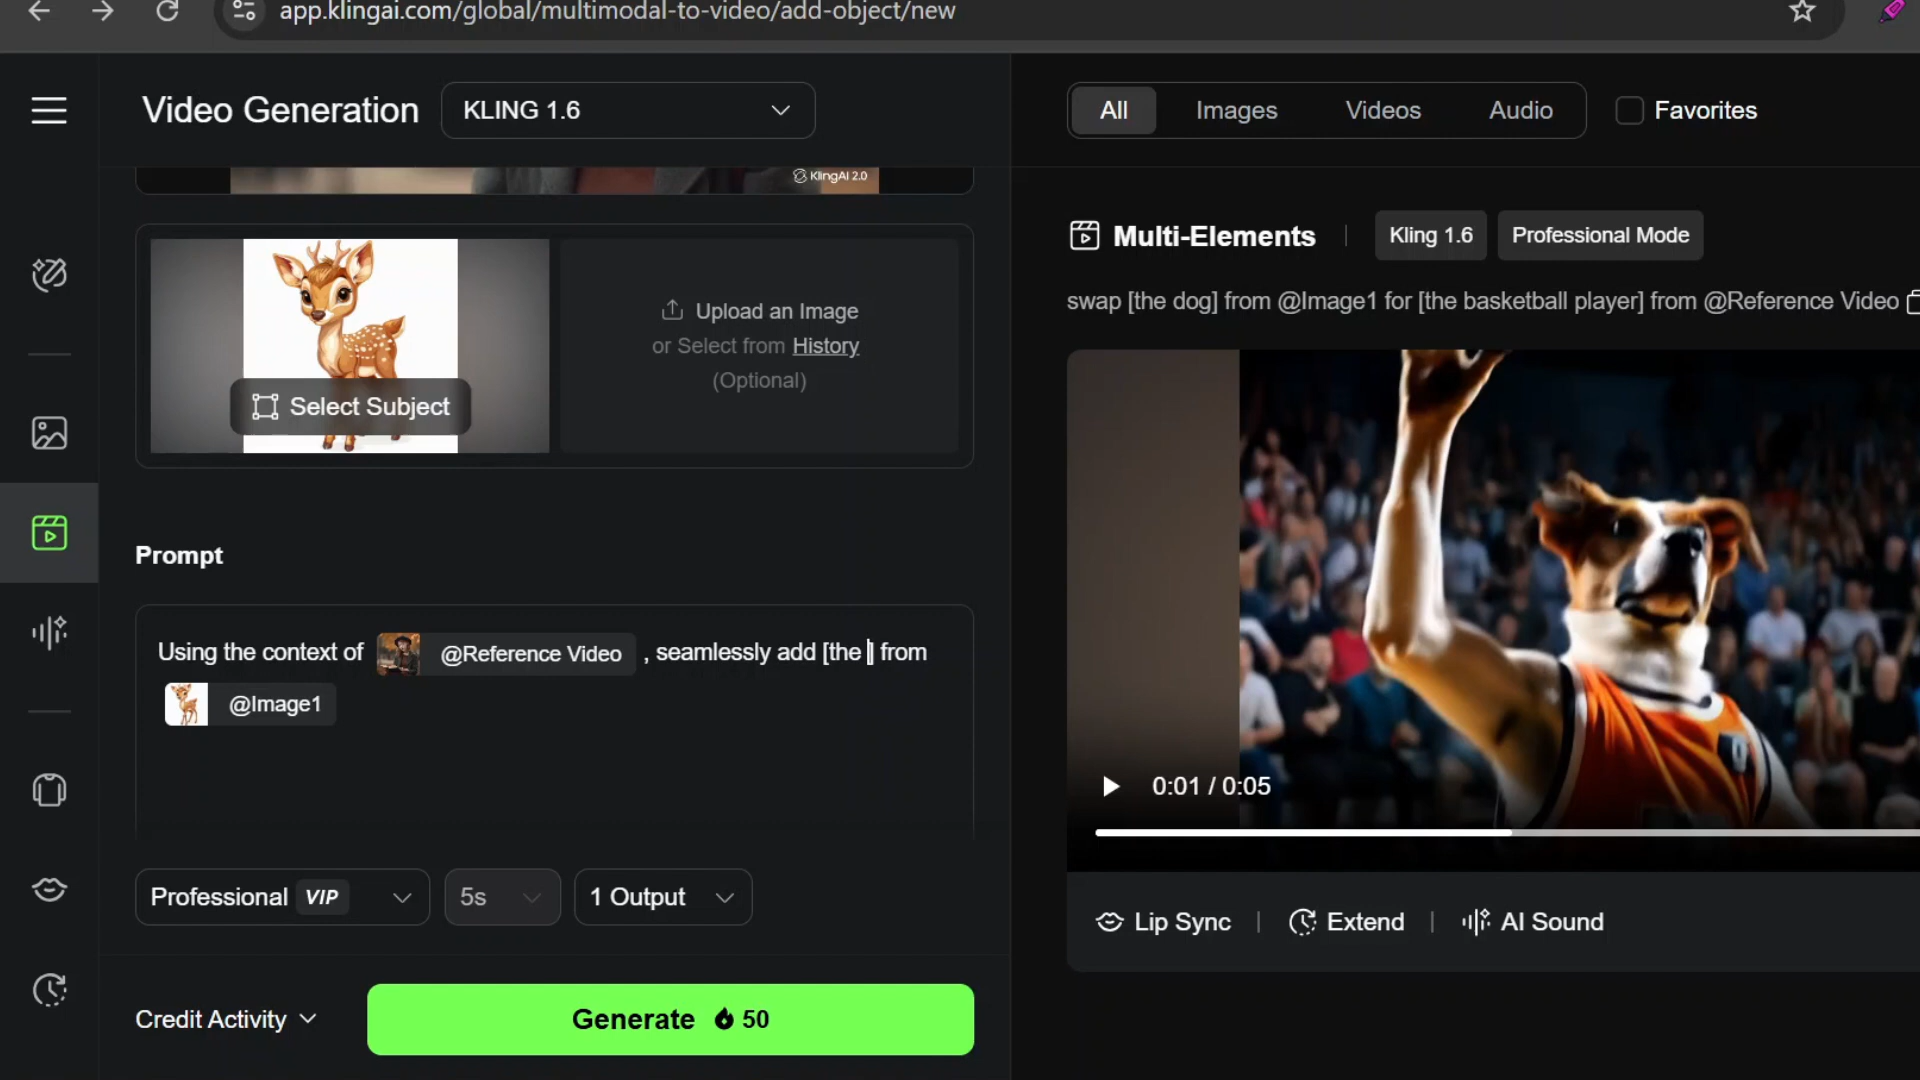 app.klingai.com/global/multimodal-to-video/add-object/new
Video Generation
KLING 1.6
All
Images
Videos
Audio
Favorites
KlingAI 2.0
Select Subject
Upload an Image
or Select from History
(Optional)
Multi-Elements
Kling 1.6
Professional Mode
swap [the dog] from @Image1 for [the basketball player] from @Reference Video
Prompt
Using the context of @Reference Video , seamlessly add [the ] from
@Image1
0:01 / 0:05
Professional VIP
5s
1 Output
Lip Sync
Extend
AI Sound
Credit Activity
Generate 50